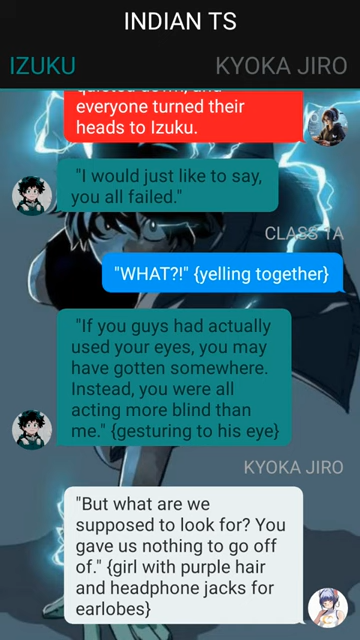 INDIAN TS
IZUKU KYOKA JIRO
everyone turned their
heads to Izuku.
"I would just like to say,
you all failed."
CLASS 1A
"WHAT?!" {yelling together}
"If you guys had actually
used your eyes, you may
have gotten somewhere.
Instead, you were all
acting more blind than
me." {gesturing to his eye}
KYOKA JIRO
"But what are we
supposed to look for? You
gave us nothing to go off
of." {girl with purple hair
and headphone jacks for
earlobes}